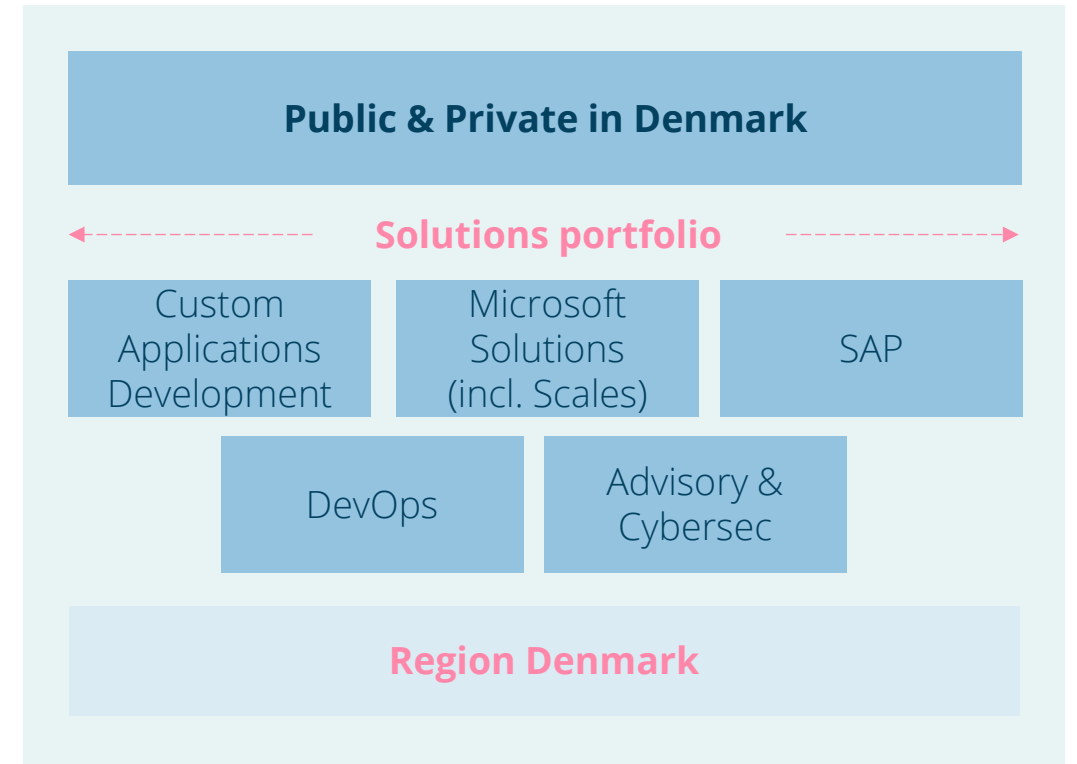 Public & Private in Denmark
Solutions portfolio
Custom
Applications
Development
Microsoft
Solutions
(incl. Scales)
SAP
DevOps
Advisory &
Cybersec
Region Denmark